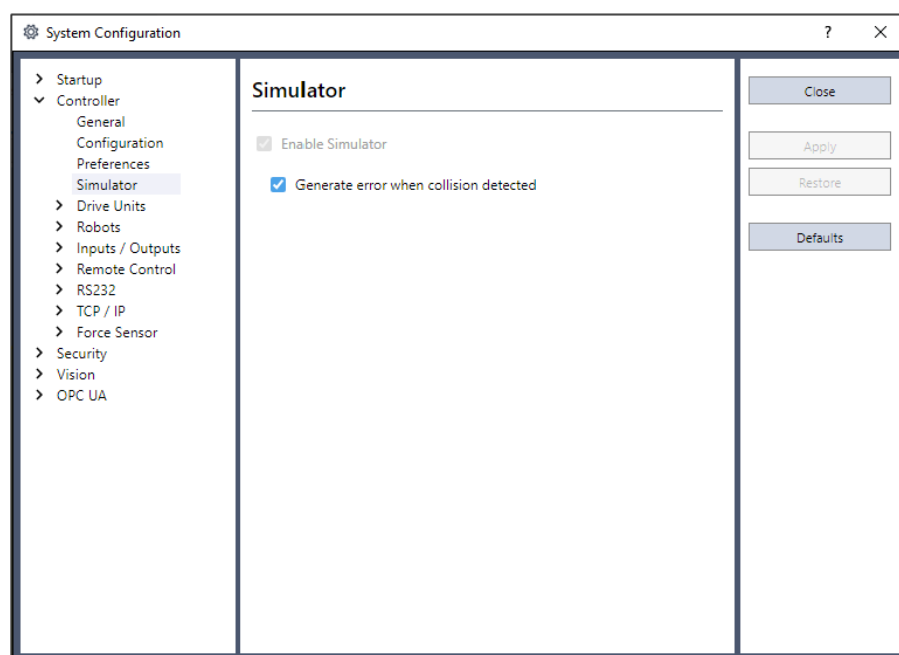 System Configuration
?
Startup
Controller
General
Configuration
Preferences
Simulator
Drive Units
Robots
Inputs / Outputs
Remote Control
RS232
TCP / IP
Force Sensor
Security
Vision
OPC UA
Simulator
Enable Simulator
Generate error when collision detected
Close
Apply
Restore
Defaults